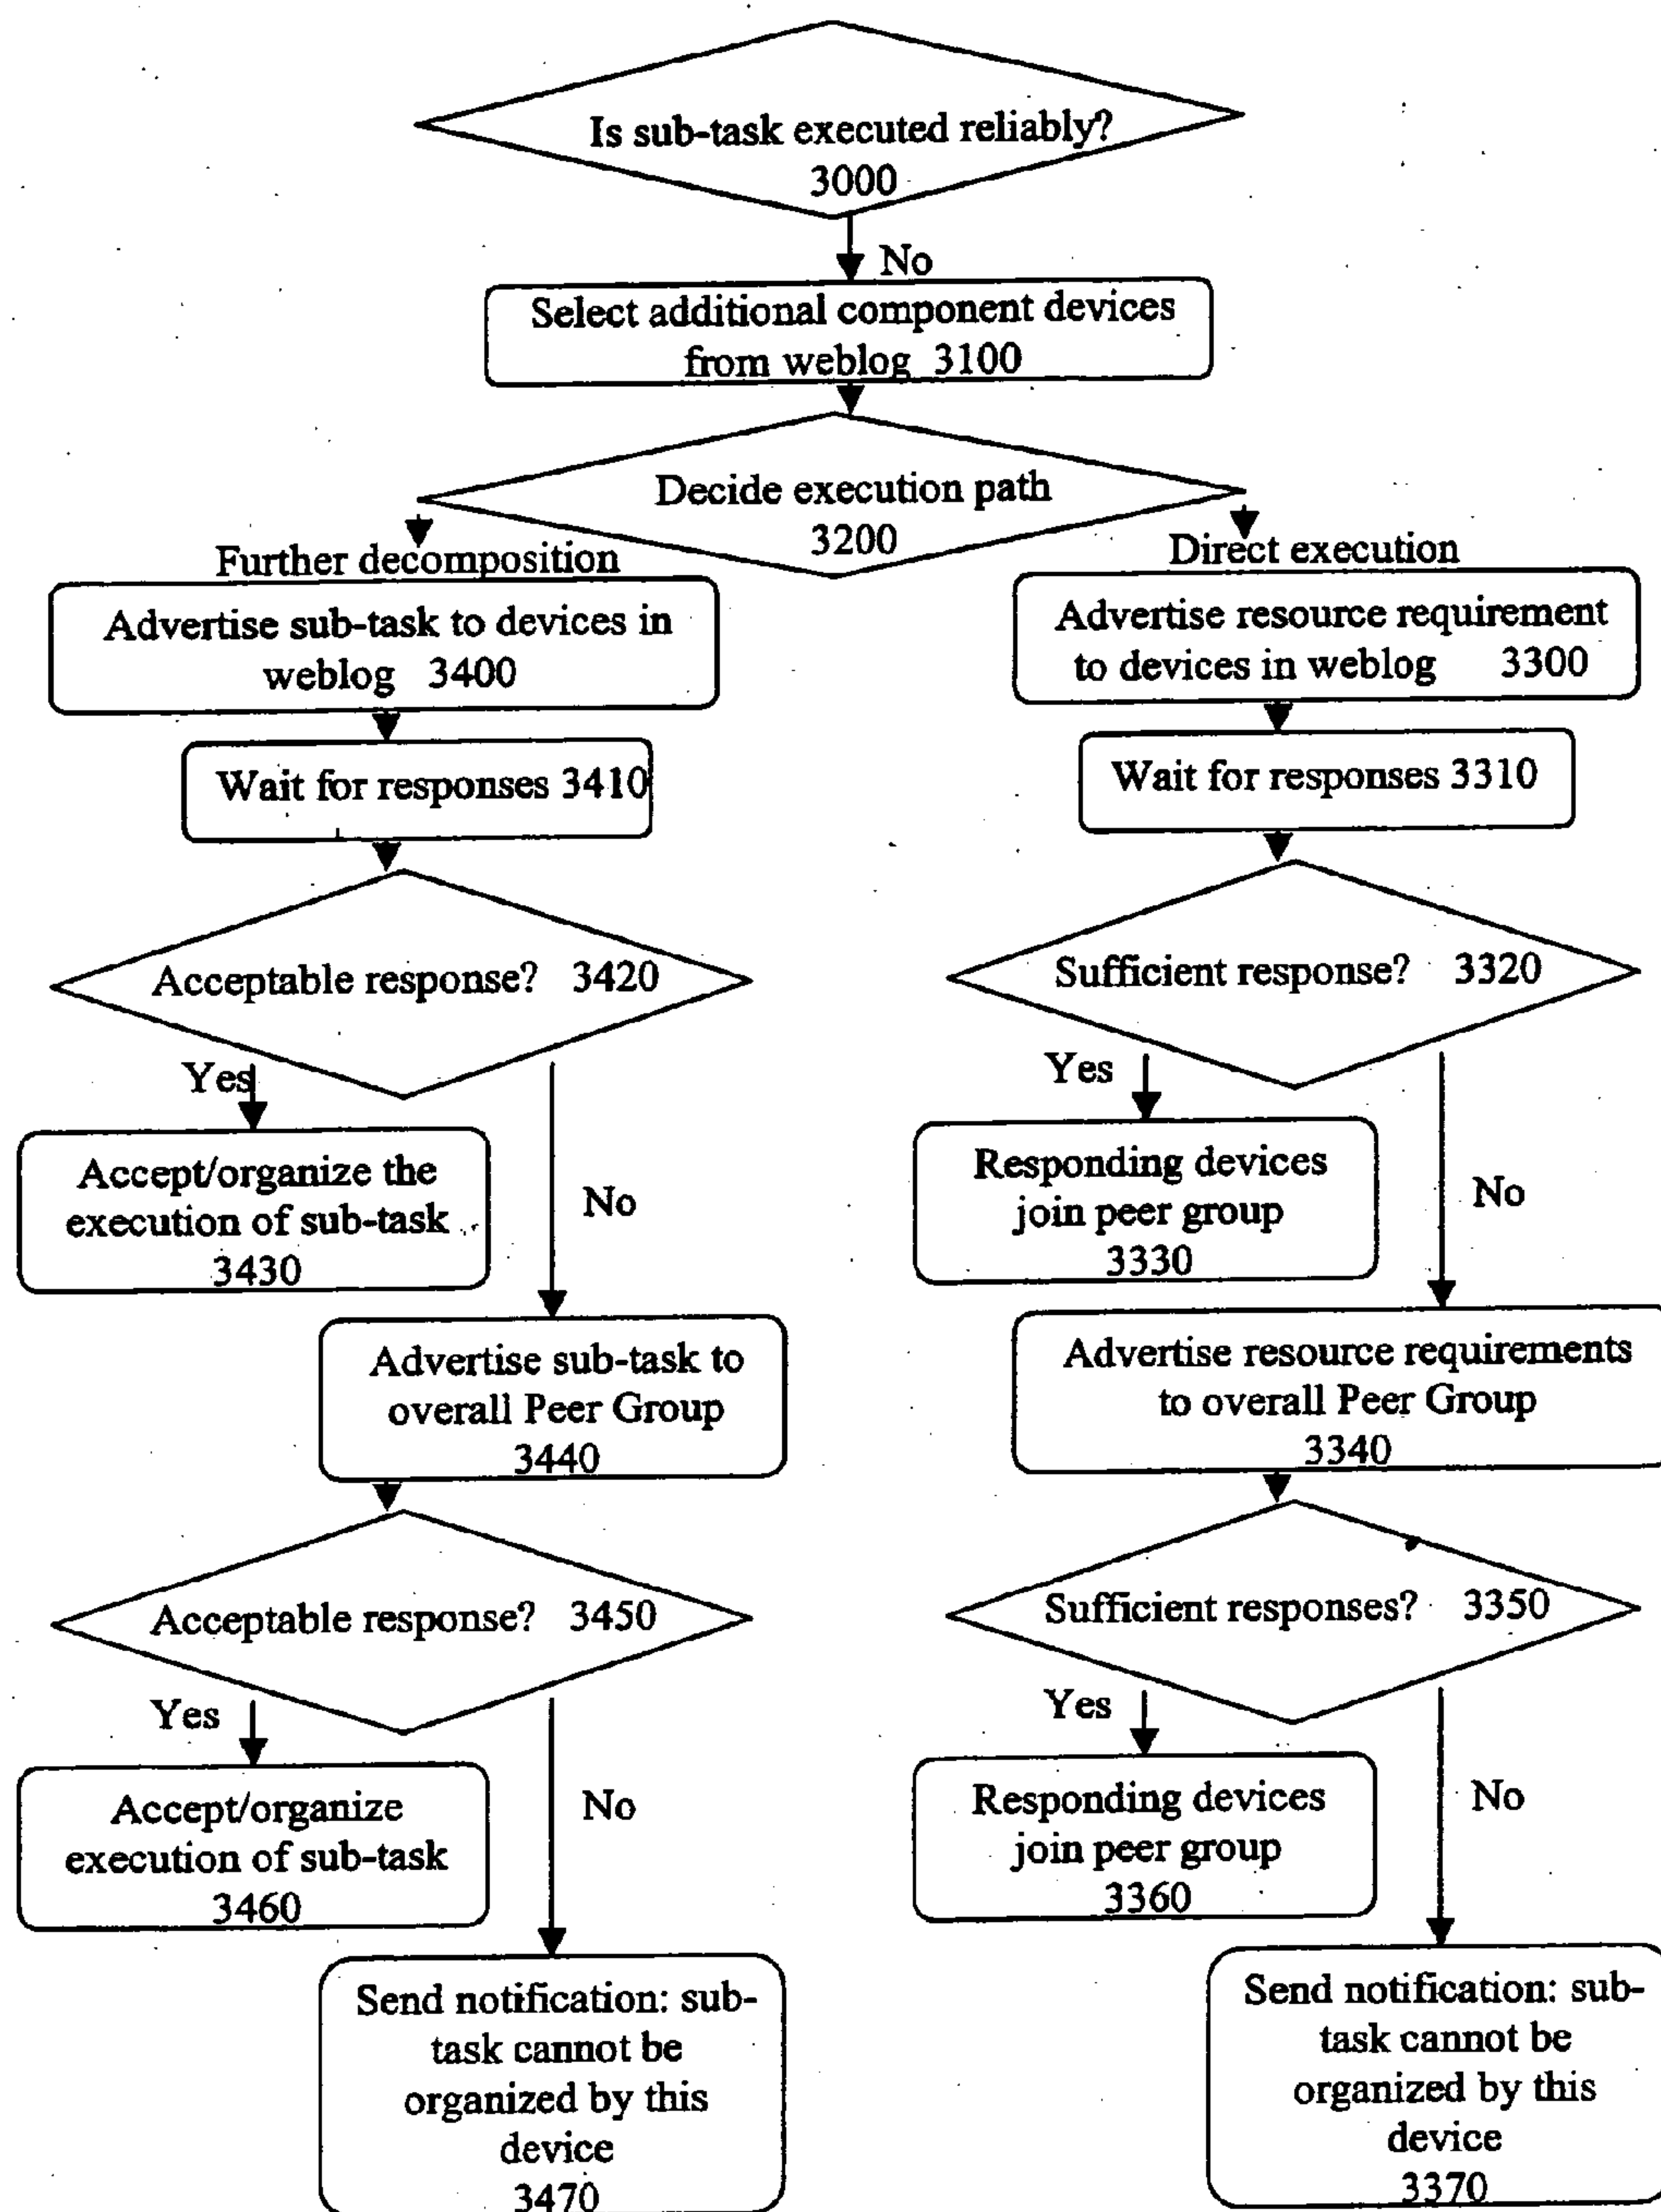 Is sub-task executed reliably?
3000
No
Select additional component devices
from weblog 3100
Decide execution path
3200
Further decomposition
Direct execution
Advertise sub-task to devices in
weblog 3400
Advertise resource requirement
to devices in weblog 3300
Wait for responses 3410
Wait for responses 3310
Acceptable response? 3420
Sufficient response? 3320
Yes
Accept/organize the
execution of sub-task
3430
No
Yes
Responding devices
join peer group
3330
No
Advertise sub-task to
overall Peer Group
3440
Advertise resource requirements
to overall Peer Group
3340
Acceptable response? 3450
Sufficient responses? 3350
Yes
Accept/organize
execution of sub-task
3460
No
Yes
Responding devices
join peer group
3360
No
Send notification: sub-
task cannot be
organized by this
device
3470
Send notification: sub-
task cannot be
organized by this
device
3370